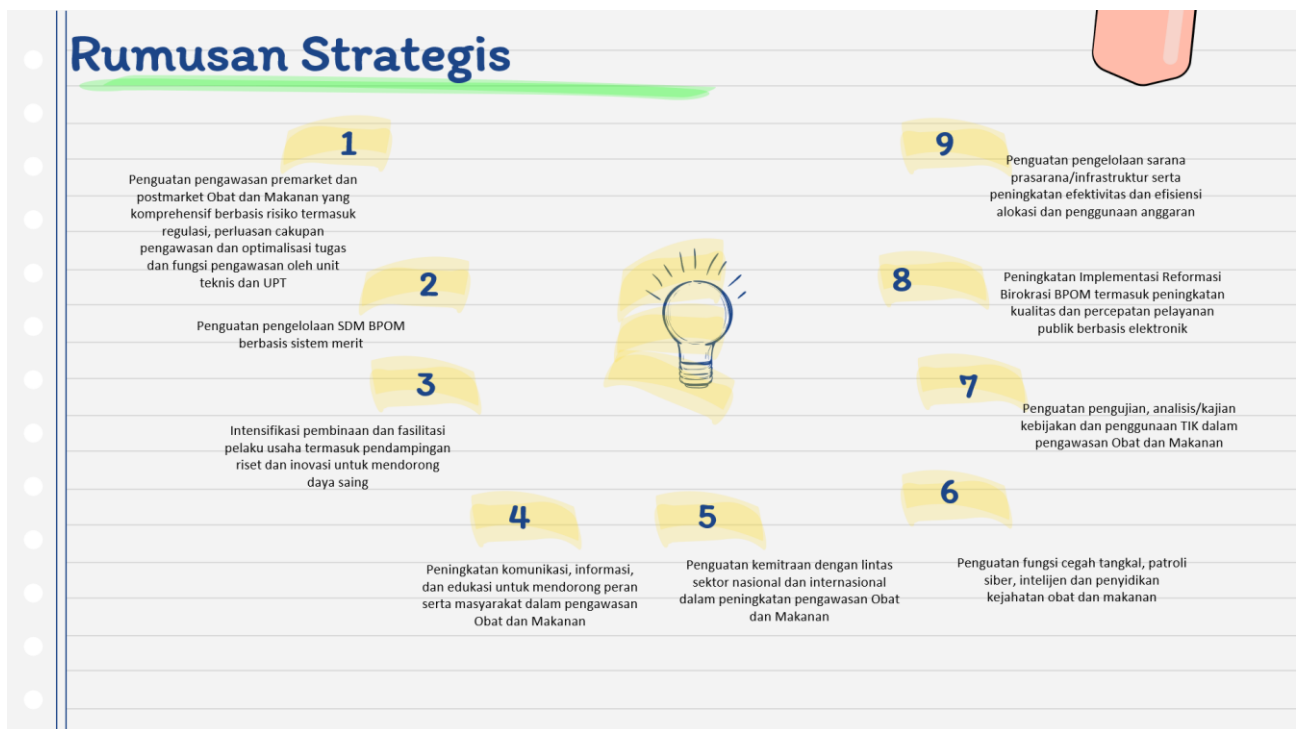 Rumusan Strategis
1
Penguatan pengawasan premarket dan
postmarket Obat dan Makanan yang
komprehensif berbasis risiko termasuk
regulasi, perluasan cakupan
pengawasan dan optimalisasi tugas
dan fungsi pengawasan oleh unit
teknis dan UPT
2
Penguatan pengelolaan SDM BPOM
berbasis sistem merit
3
Intensifikasi pembinaan dan fasilitasi
pelaku usaha termasuk pendampingan
riset dan inovasi untuk mendorong
daya saing
4
Peningkatan komunikasi, informasi,
dan edukasi untuk mendorong peran
serta masyarakat dalam pengawasan
Obat dan Makanan
5
Penguatan kemitraan dengan lintas
sektor nasional dan internasional
dalam peningkatan pengawasan Obat
dan Makanan
6
Penguatan fungsi cegah tangkal, patroli
siber, intelijen dan penyidikan
kejahatan obat dan makanan
7
Penguatan pengujian, analisis/kajian
kebijakan dan penggunaan TIK dalam
pengawasan Obat dan Makanan
8
Peningkatan Implementasi Reformasi
Birokrasi BPOM termasuk peningkatan
kualitas dan percepatan pelayanan
publik berbasis elektronik
9
Penguatan pengelolaan sarana
prasarana/infrastruktur serta
peningkatan efektivitas dan efisiensi
alokasi dan penggunaan anggaran